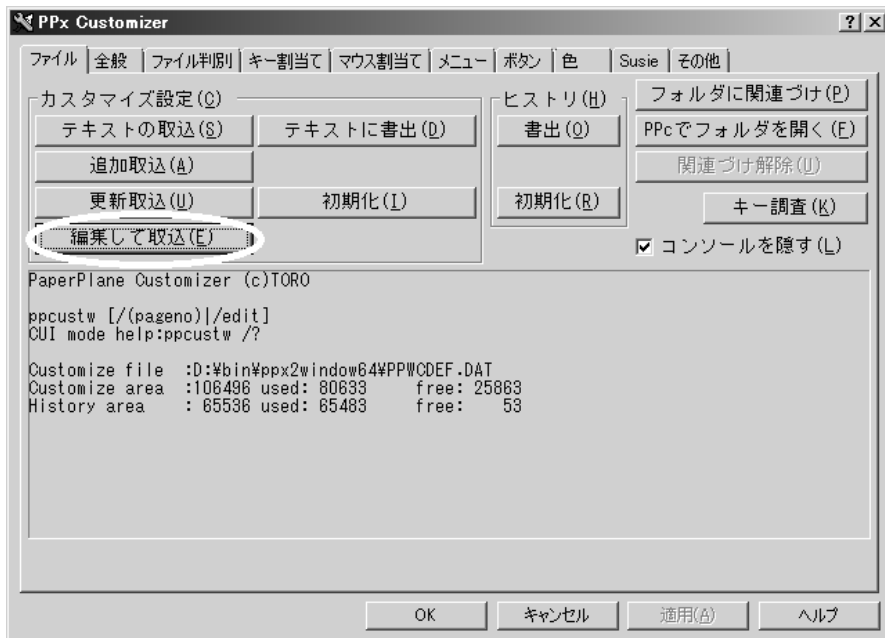 PPx Customizer
ファイル 全般 ファイル判別 キー割当て マウス割当て メニュー ボタン 色 Susie その他
カスタマイズ設定(C)
テキストの取込(S) テキストに書出(D)
追加取込(A)
更新取込(U) 初期化(I)
編集して取込(E)
ヒストリ(H)
書出(O)
初期化(R)
フォルダに関連づけ(P)
PPcでフォルダを開く(F)
関連づけ解除(U)
キー調査(K)
コンソールを隠す(L)
PaperPlane Customizer (c)TORO
ppcustw [/(pageno)|/edit]
CUI mode help:ppcustw /?
Customize file :D:¥bin¥ppx2window64¥PPWCDEF.DAT
Customize area :106496 used: 80633 free: 25863
History area : 65536 used: 65483 free: 53
OK キャンセル 適用(A) ヘルプ